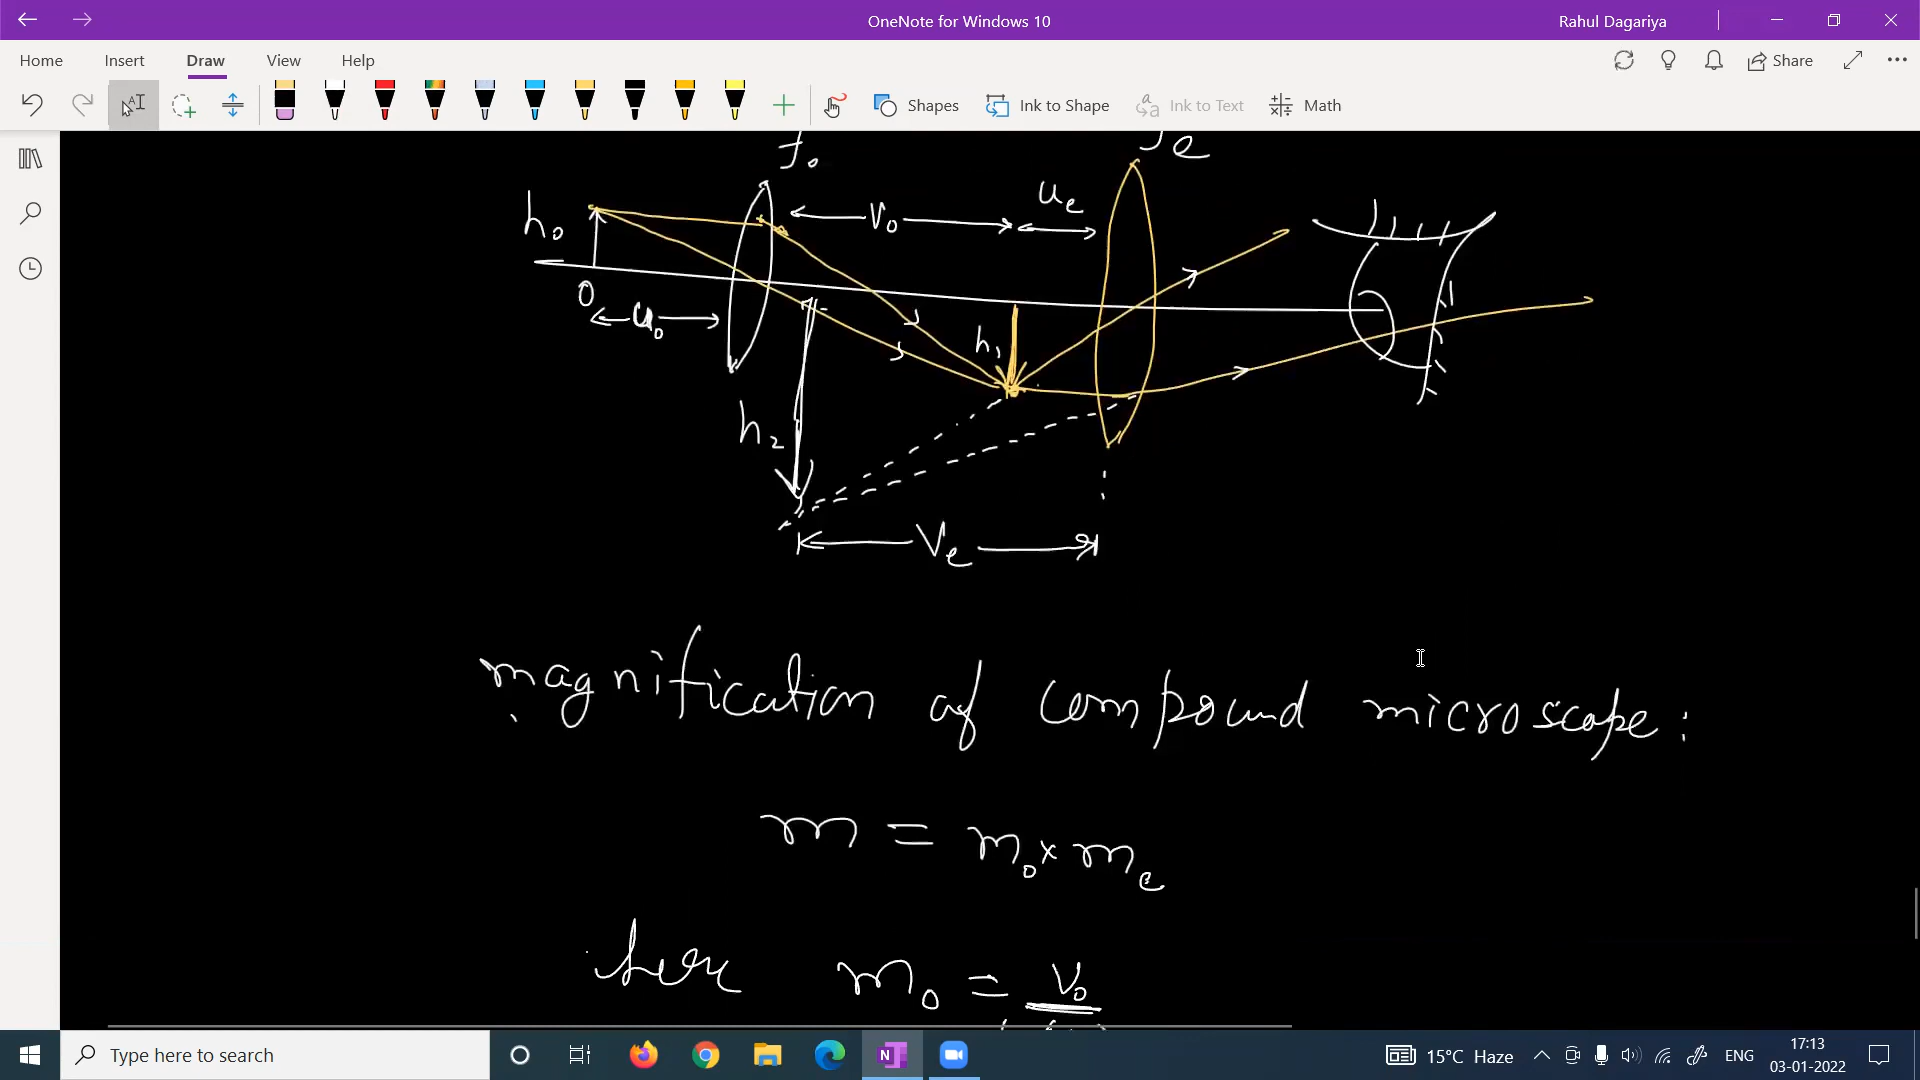 OneNote for Windows 10
Rahul Dagariya
Home Insert Draw View Help
Share
Shapes Ink to Shape Ink to Text Math
f₀ fe
h₀ v₀ ue
O u₀ h₁
h₂
Ve
magnification of compound microscope:
m = m₀ × me
here m₀ = v₀
Type here to search
N
15°C Haze
ENG
17:13
03-01-2022